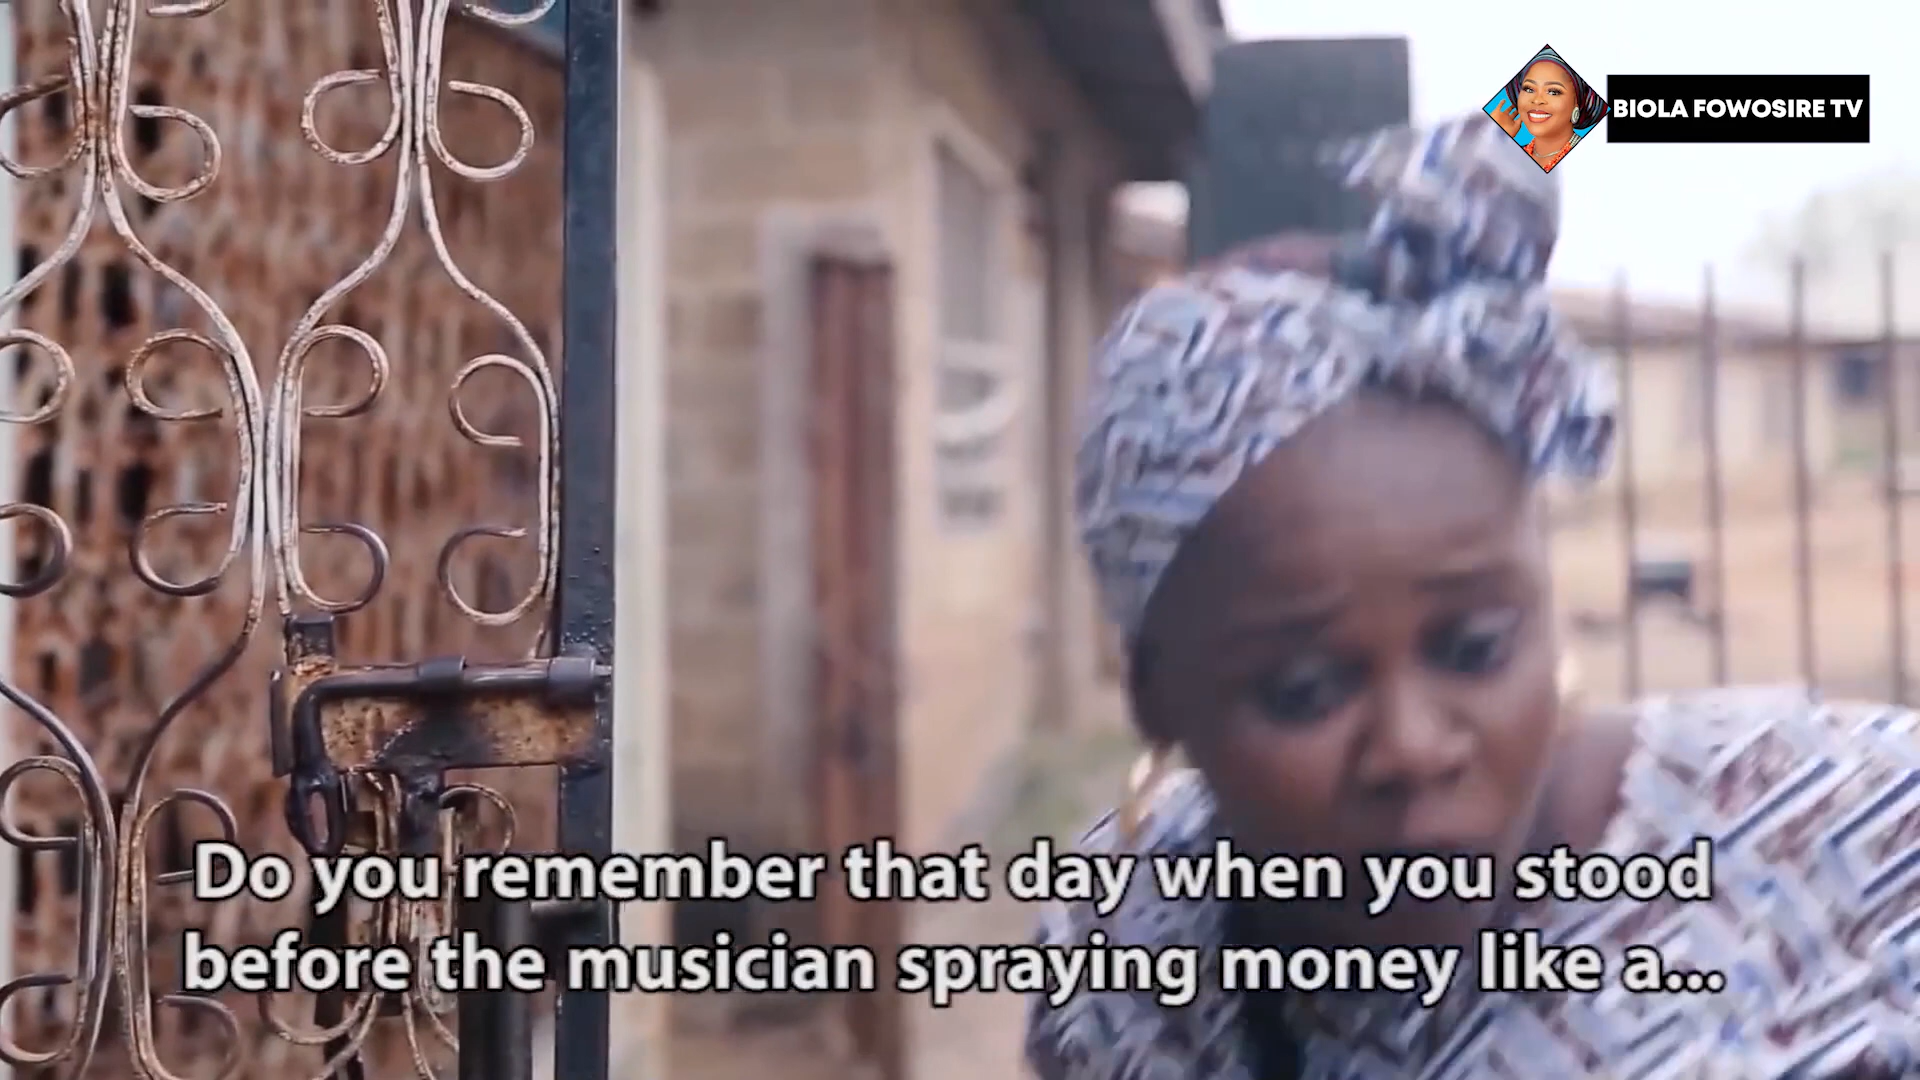 BIOLA FOWOSIRE TV
Do you remember that day when you stood
before the musician spraying money like a...